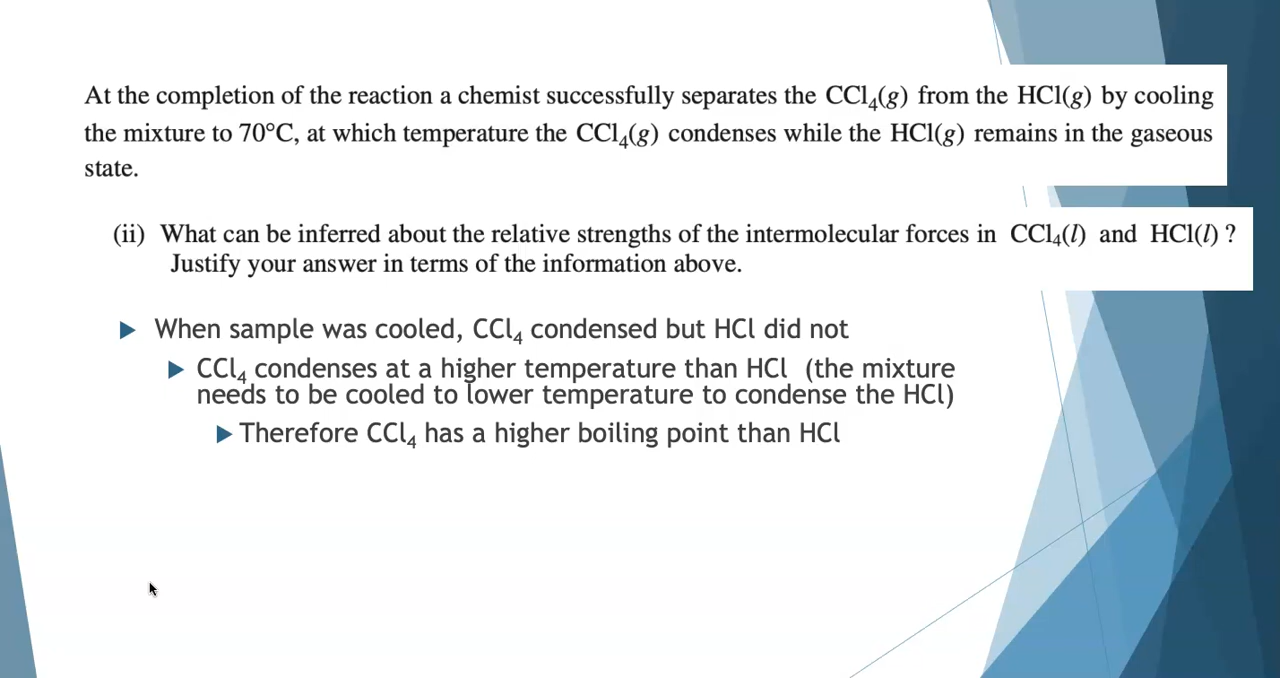 At the completion of the reaction a chemist successfully separates the CCl₄(g) from the HCl(g) by cooling
the mixture to 70°C, at which temperature the CCl₄(g) condenses while the HCl(g) remains in the gaseous
state.
(ii) What can be inferred about the relative strengths of the intermolecular forces in CCl₄(l) and HCl(l) ?
Justify your answer in terms of the information above.
When sample was cooled, CCl₄ condensed but HCl did not
CCl₄ condenses at a higher temperature than HCl (the mixture
needs to be cooled to lower temperature to condense the HCl)
Therefore CCl₄ has a higher boiling point than HCl